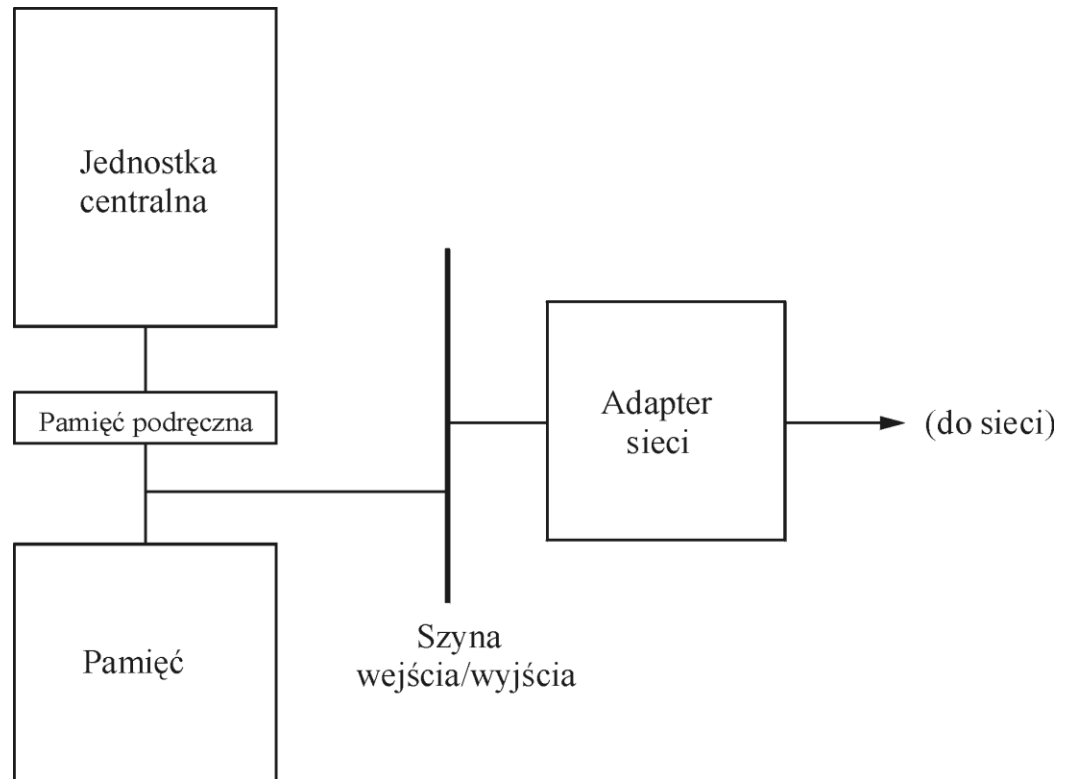 Jednostka
centralna
Pamięć podręczna
Pamięć
Szyna
wejścia/wyjścia
Adapter
sieci
(do sieci)